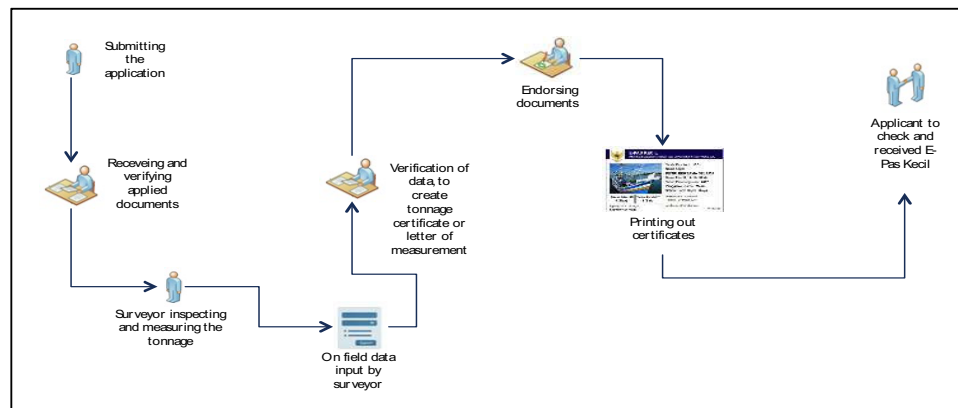 Submitting
the
application
Receveing and
verifying
applied
documents
Surveyor inspecting
and measuring the
tonnage
On field data
input by
surveyor
Verification of
data, to
create
tonnage
certificate or
letter of
measurement
Endorsing
documents
Printing out
certificates
Applicant to
check and
received E-
Pas Kecil